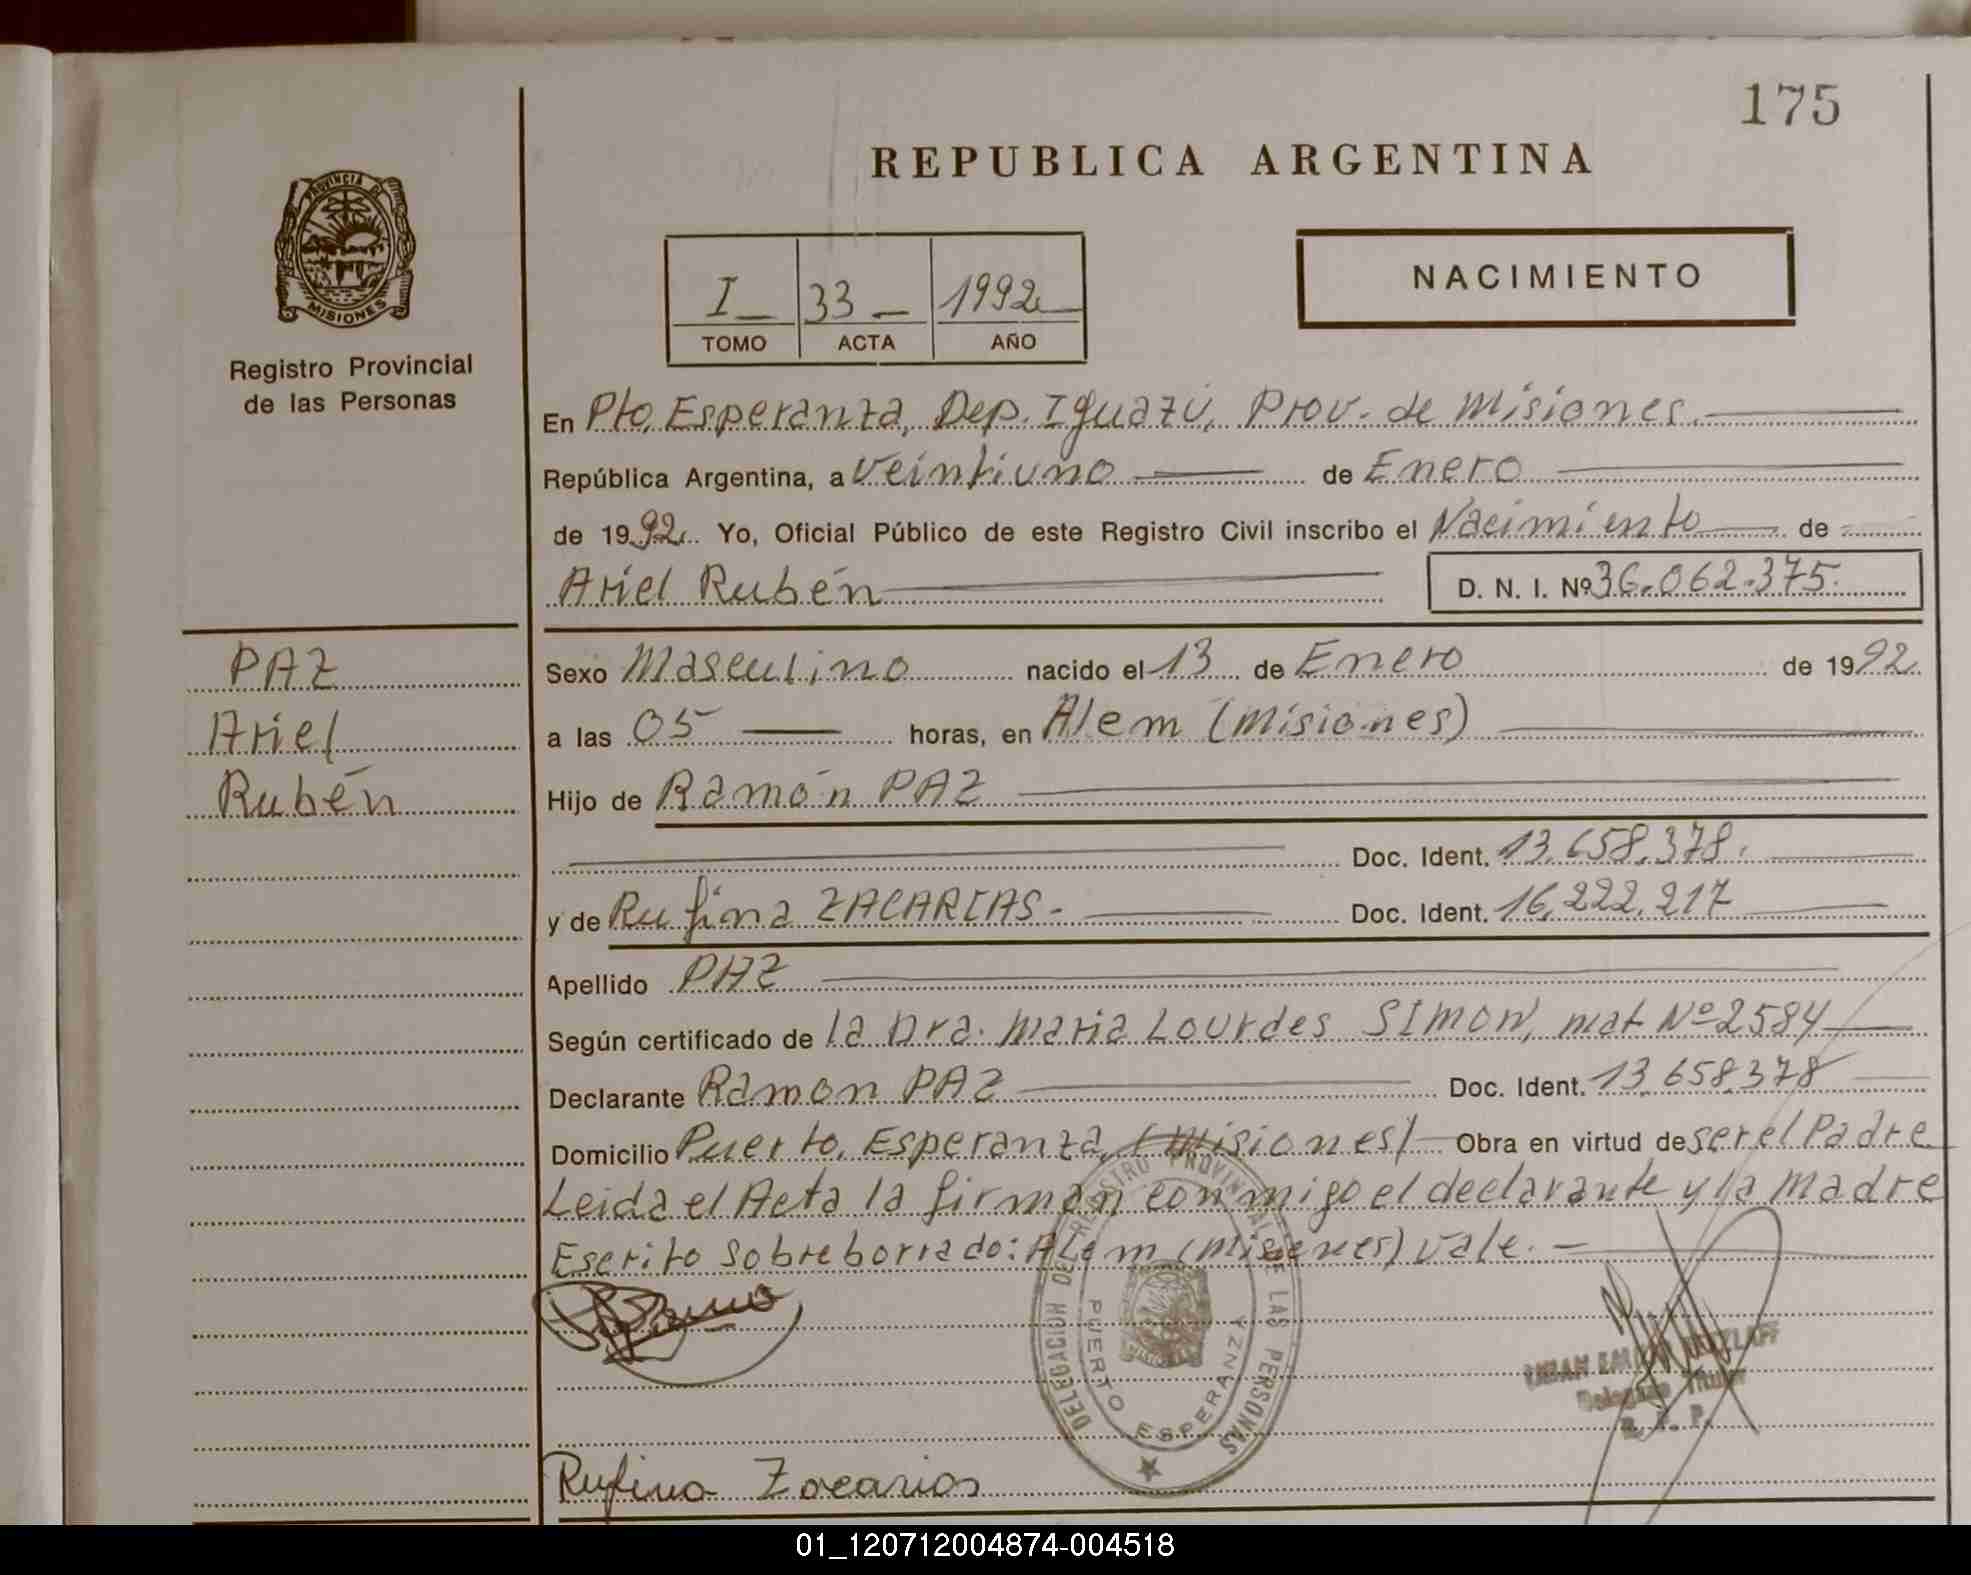 175
REPUBLICA ARGENTINA
PROVINCIA DE
MISIONES
Registro Provincial
de las Personas
I 33 1992
TOMO ACTA AÑO
NACIMIENTO
En Pto. Esperanza, Dep. Iguazú, Prov. de Misiones.
República Argentina, a veintiuno de Enero
de 1992. Yo, Oficial Público de este Registro Civil inscribo el Nacimiento de
Ariel Rubén D. N. I. Nº 36.062.375.
PAZ
Ariel
Rubén
Sexo Masculino nacido el 13 de Enero de 1992.
a las 05 horas, en Alem (Misiones)
Hijo de Ramón PAZ
Doc. Ident. 13.658.378.
y de Rufina ZACARIAS- Doc. Ident. 16.222.217
Apellido PAZ
Según certificado de la Dra. Maria Lourdes SIMON, mat Nº 2584
Declarante Ramon PAZ Doc. Ident. 13.658.378
Domicilio Puerto. Esperanza, (Misiones) Obra en virtud de ser el Padre
Leida el Acta la firman conmigo el declarante y la Madre
Escrito sobreborrado: Alem (Misiones) vale. -
DELEGACION DEL REGISTRO PROVINCIAL DE LAS PERSONAS
PUERTO ESPERANZA
Delegado Titular
R. P. P.
Rufina Zacarias
01_120712004874-004518